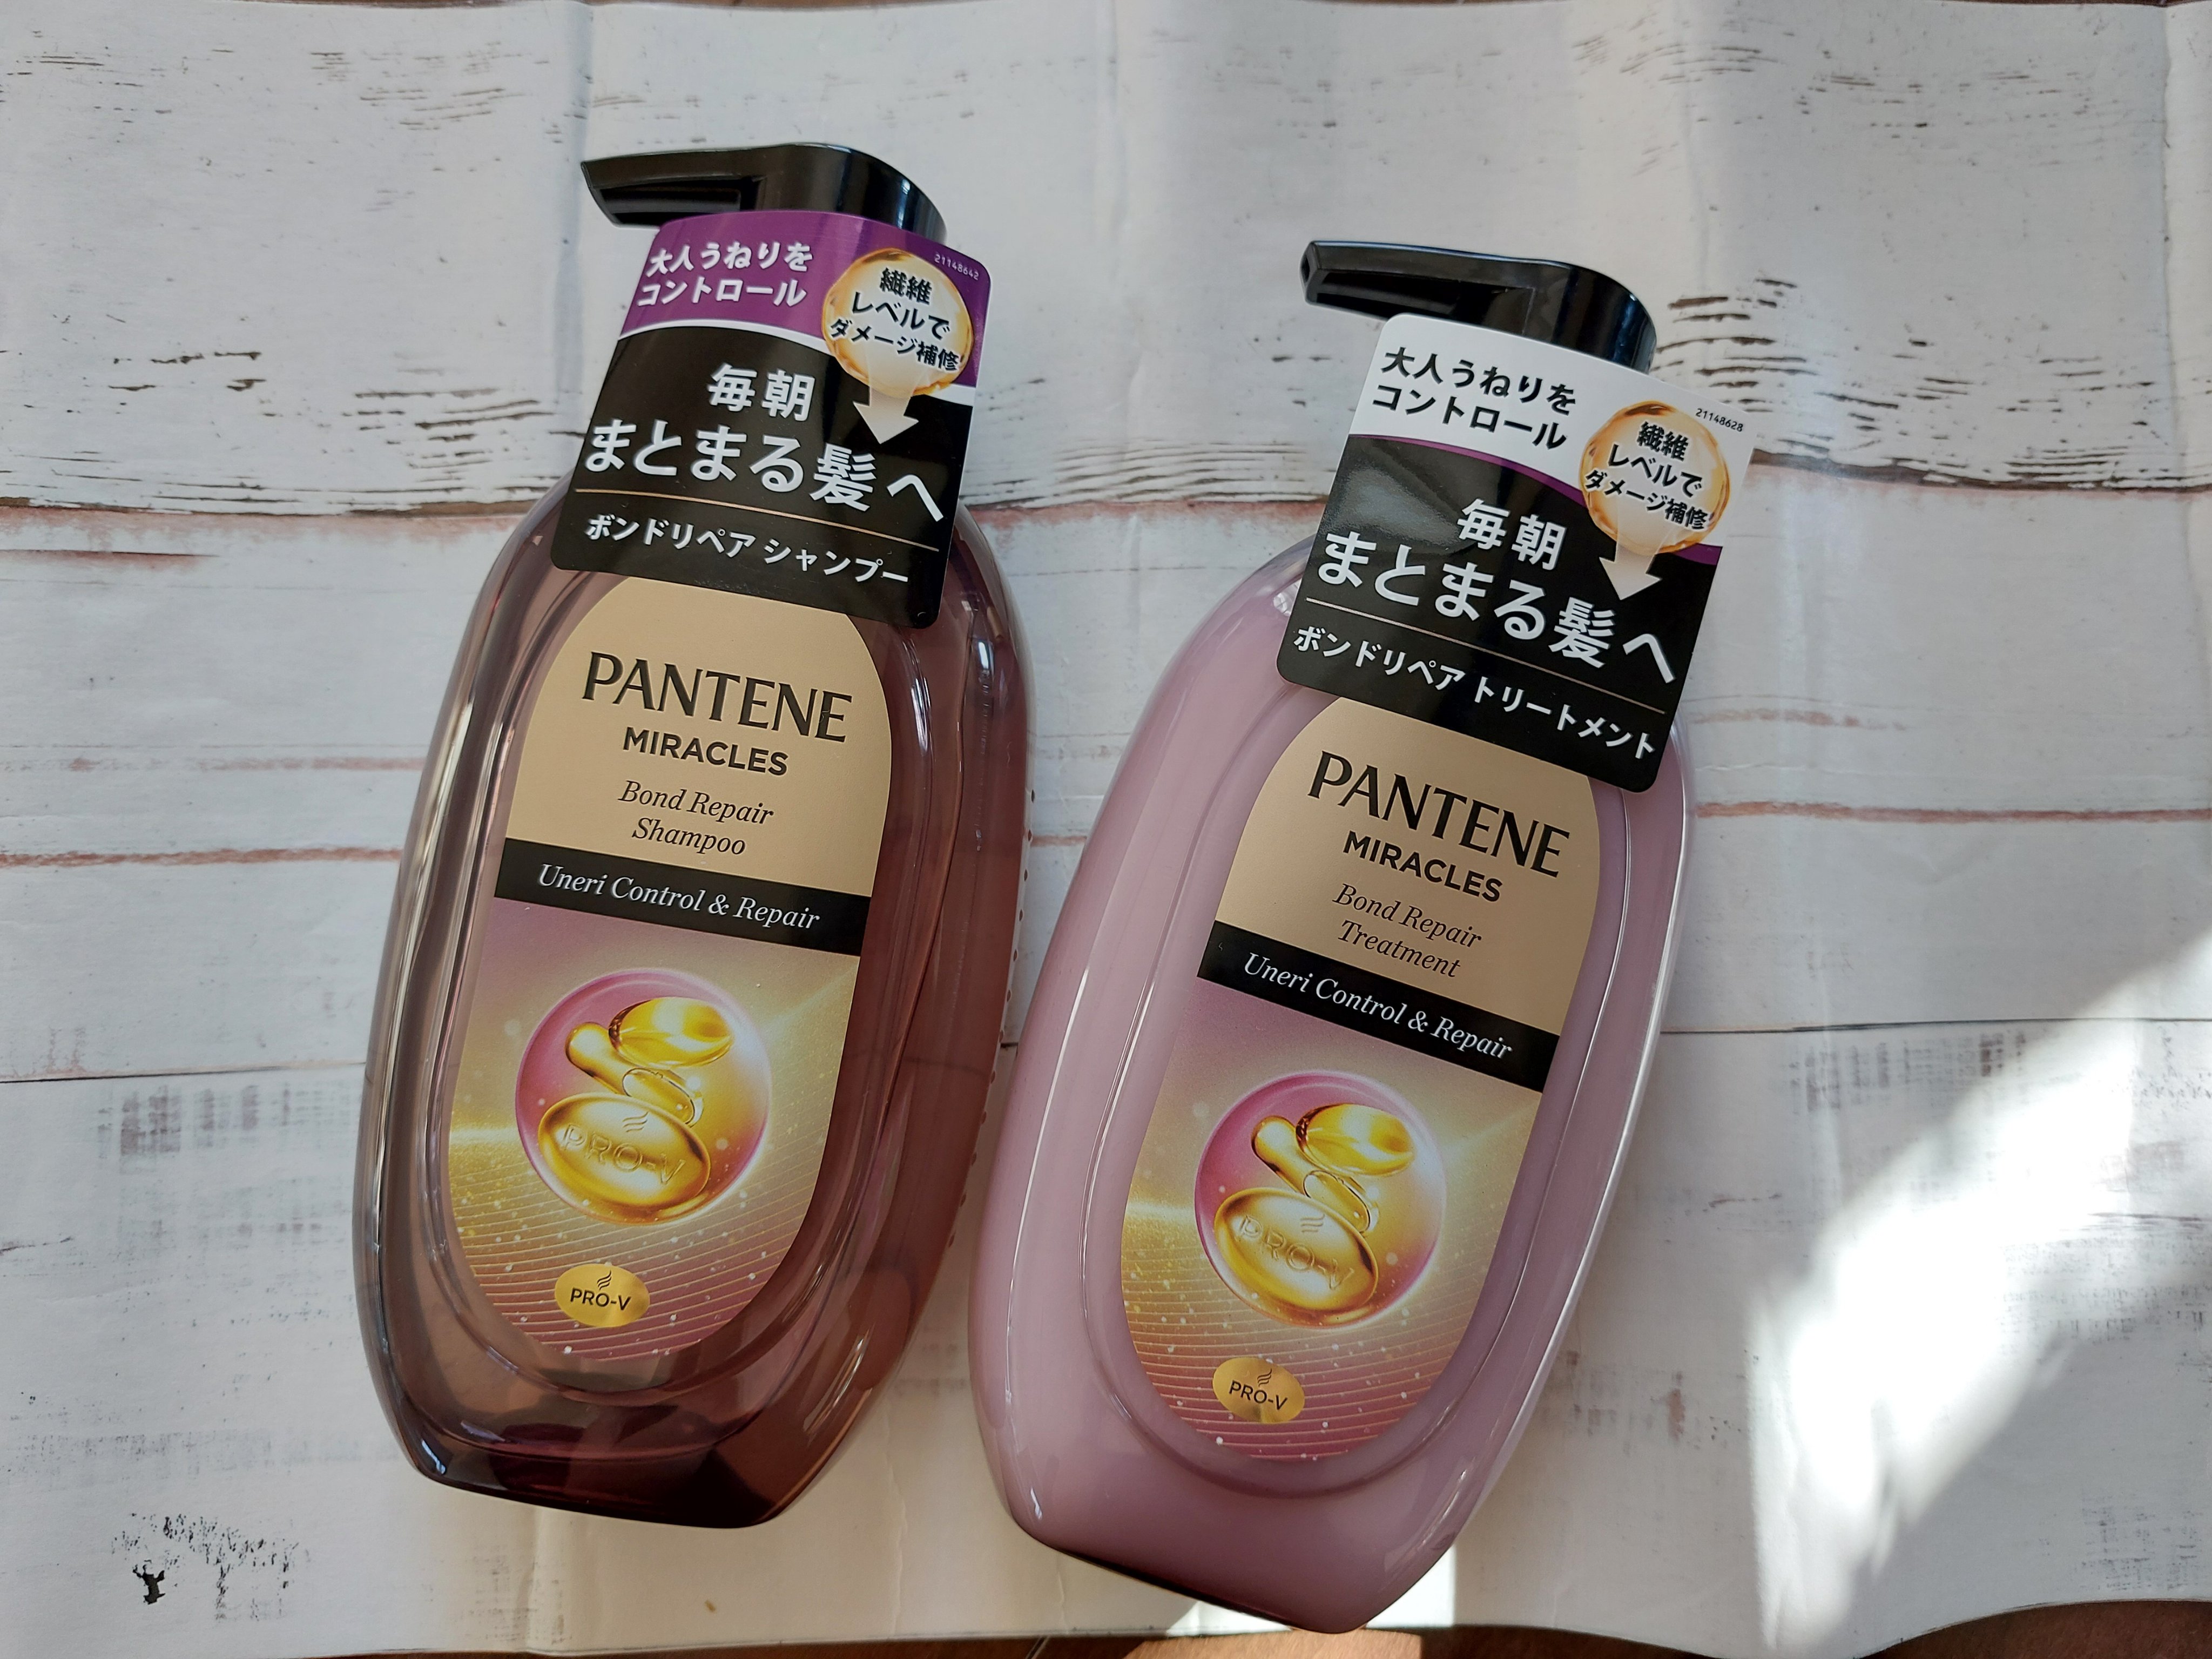 大人うねりを
コントロール
21148642
繊維
レベルで
ダメージ補修
毎朝
まとまる髪へ
ボンドリペア シャンプー
PANTENE
MIRACLES
Bond Repair
Shampoo
Uneri Control & Repair
PRO-V
PRO-V
大人うねりを
コントロール
21148628
繊維
レベルで
ダメージ補修
毎朝
まとまる髪へ
ボンドリペア トリートメント
PANTENE
MIRACLES
Bond Repair
Treatment
Uneri Control & Repair
PRO-V
PRO-V